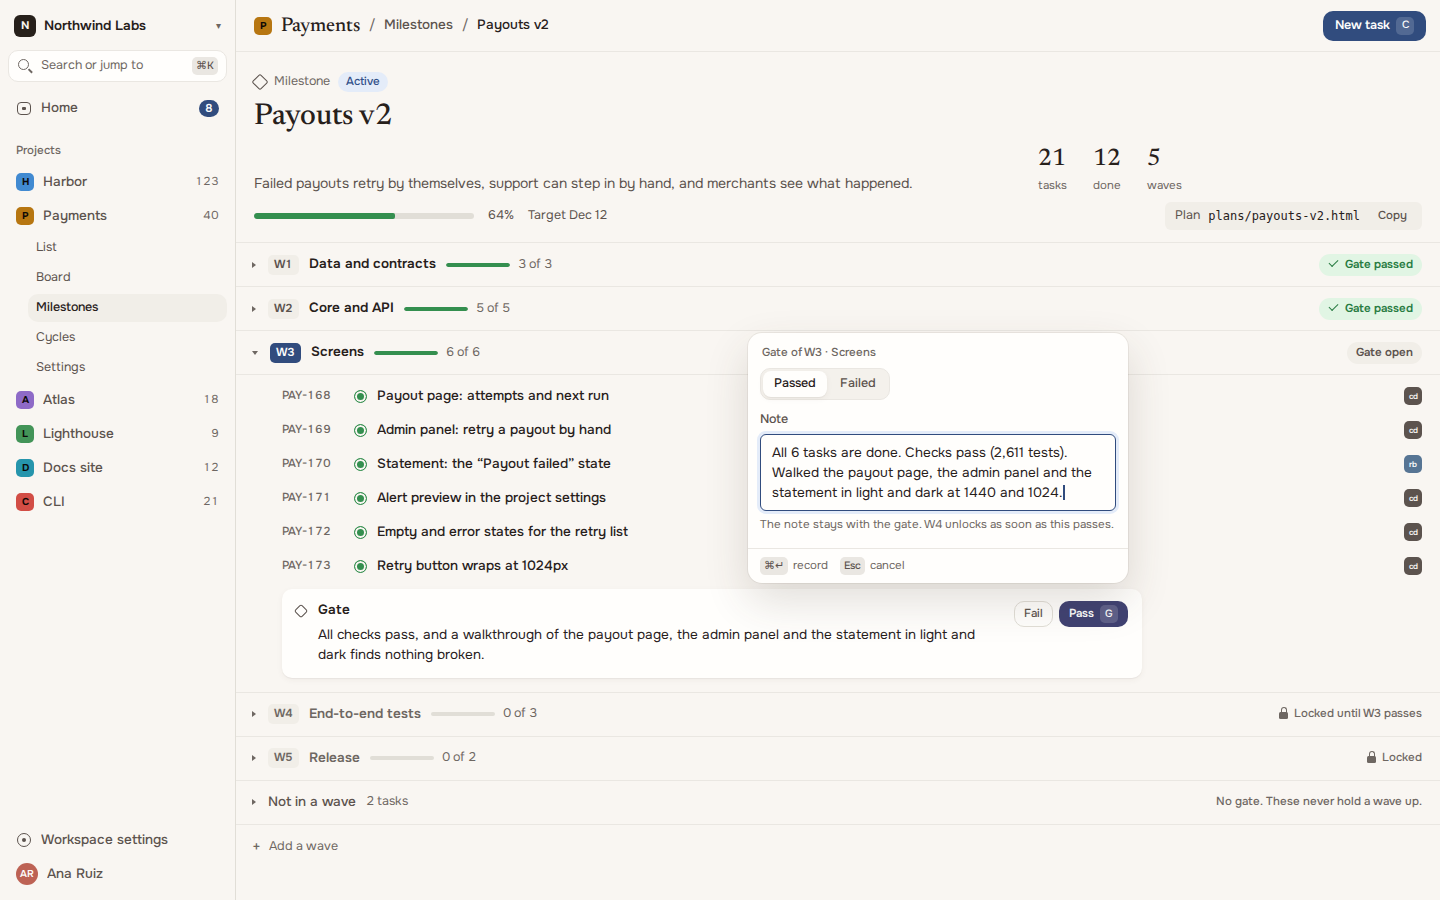 N Northwind Labs
Search or jump to ⌘K
Home 8
Projects
H Harbor 123
P Payments 40
List
Board
Milestones
Cycles
Settings
A Atlas 18
L Lighthouse 9
D Docs site 12
C CLI 21
Workspace settings
AR Ana Ruiz
P Payments / Milestones / Payouts v2
New task C
Milestone Active
Payouts v2
Failed payouts retry by themselves, support can step in by hand, and merchants see what happened.
21 12 5
tasks done waves
64% Target Dec 12
Plan plans/payouts-v2.html Copy
W1 Data and contracts 3 of 3 Gate passed
W2 Core and API 5 of 5 Gate passed
W3 Screens 6 of 6 Gate open
PAY-168 Payout page: attempts and next run cd
PAY-169 Admin panel: retry a payout by hand cd
PAY-170 Statement: the “Payout failed” state rb
PAY-171 Alert preview in the project settings cd
PAY-172 Empty and error states for the retry list cd
PAY-173 Retry button wraps at 1024px cd
Gate of W3 · Screens
Passed Failed
Note
All 6 tasks are done. Checks pass (2,611 tests).
Walked the payout page, the admin panel and the
statement in light and dark at 1440 and 1024.
The note stays with the gate. W4 unlocks as soon as this passes.
⌘↵ record Esc cancel
Gate
Fail Pass G
All checks pass, and a walkthrough of the payout page, the admin panel and the statement in light and
dark finds nothing broken.
W4 End-to-end tests 0 of 3 Locked until W3 passes
W5 Release 0 of 2 Locked
Not in a wave 2 tasks No gate. These never hold a wave up.
+ Add a wave